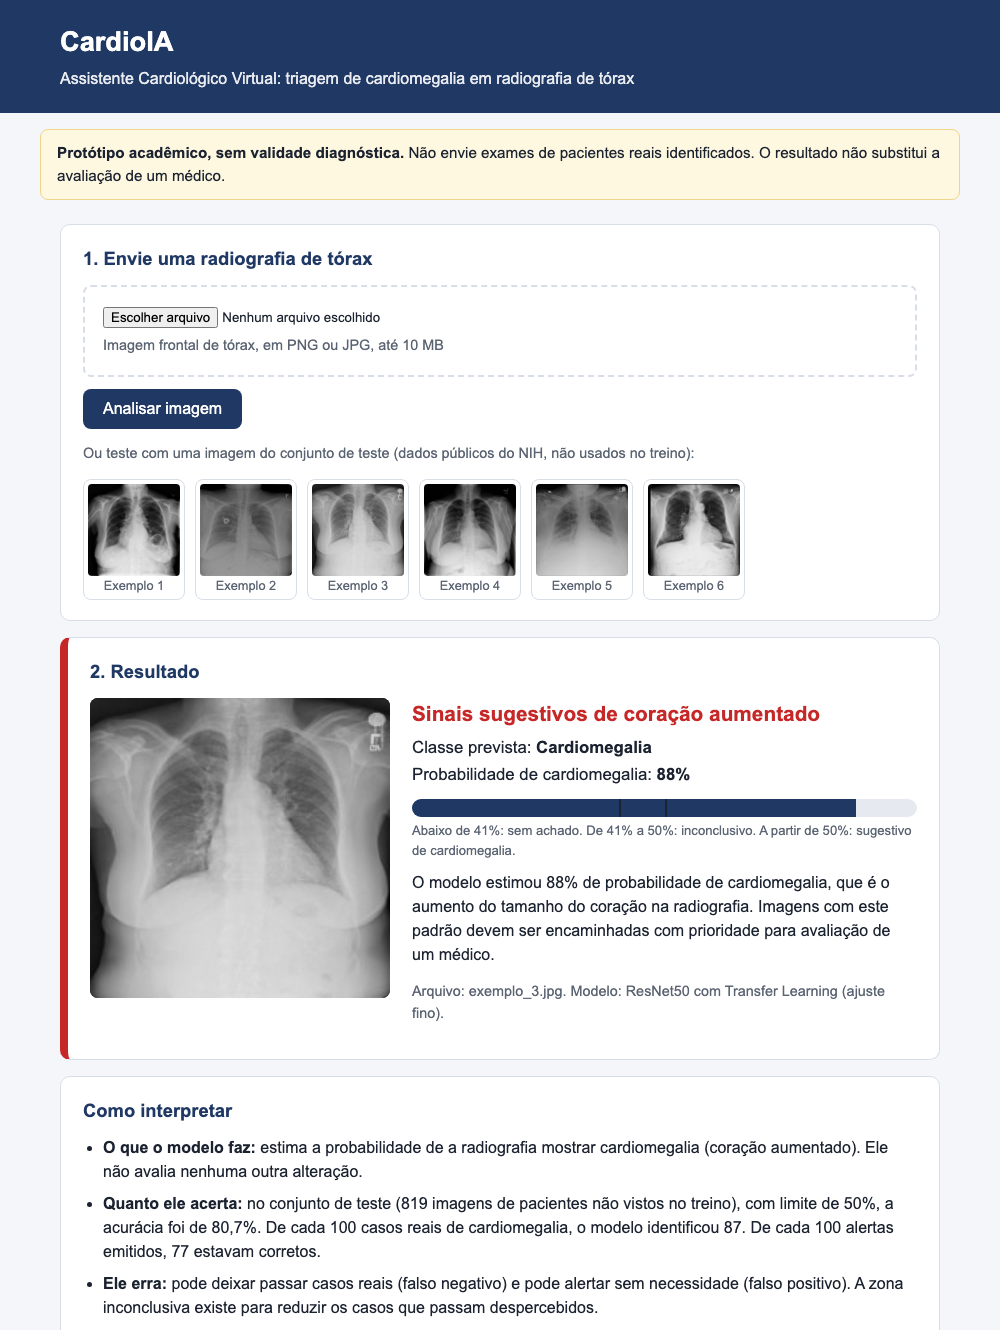 CardioIA
Assistente Cardiológico Virtual: triagem de cardiomegalia em radiografia de tórax
Protótipo acadêmico, sem validade diagnóstica. Não envie exames de pacientes reais identificados. O resultado não substitui a
avaliação de um médico.
1. Envie uma radiografia de tórax
Escolher arquivo Nenhum arquivo escolhido
Imagem frontal de tórax, em PNG ou JPG, até 10 MB
Analisar imagem
Ou teste com uma imagem do conjunto de teste (dados públicos do NIH, não usados no treino):
Exemplo 1 Exemplo 2 Exemplo 3 Exemplo 4 Exemplo 5 Exemplo 6
2. Resultado
Sinais sugestivos de coração aumentado
Classe prevista: Cardiomegalia
Probabilidade de cardiomegalia: 88%
Abaixo de 41%: sem achado. De 41% a 50%: inconclusivo. A partir de 50%: sugestivo
de cardiomegalia.
O modelo estimou 88% de probabilidade de cardiomegalia, que é o
aumento do tamanho do coração na radiografia. Imagens com este
padrão devem ser encaminhadas com prioridade para avaliação de
um médico.
Arquivo: exemplo_3.jpg. Modelo: ResNet50 com Transfer Learning (ajuste
fino).
Como interpretar
• O que o modelo faz: estima a probabilidade de a radiografia mostrar cardiomegalia (coração aumentado). Ele
não avalia nenhuma outra alteração.
• Quanto ele acerta: no conjunto de teste (819 imagens de pacientes não vistos no treino), com limite de 50%, a
acurácia foi de 80,7%. De cada 100 casos reais de cardiomegalia, o modelo identificou 87. De cada 100 alertas
emitidos, 77 estavam corretos.
• Ele erra: pode deixar passar casos reais (falso negativo) e pode alertar sem necessidade (falso positivo). A zona
inconclusiva existe para reduzir os casos que passam despercebidos.